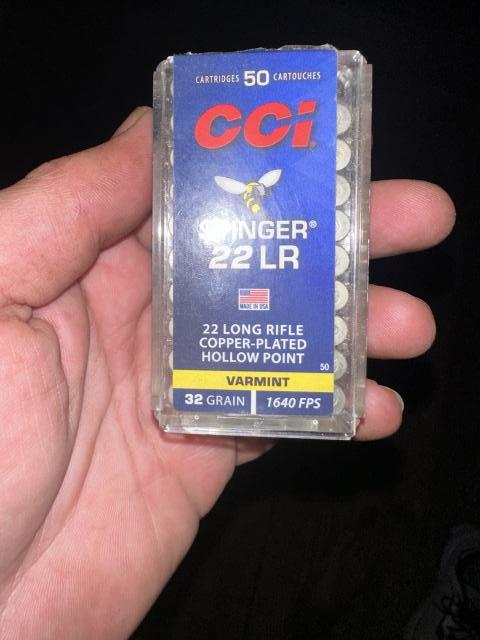 CARTRIDGES 50 CARTOUCHES
CCI
STINGER®
22 LR
MADE IN USA
22 LONG RIFLE
COPPER-PLATED
HOLLOW POINT
50
VARMINT
32 GRAIN 1640 FPS